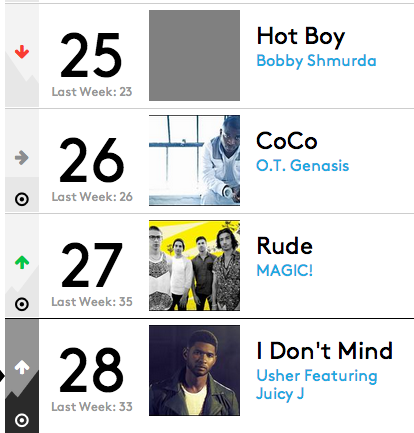 25
Last Week: 23
Hot Boy
Bobby Shmurda
26
Last Week: 26
CoCo
O.T. Genasis
27
Last Week: 35
Rude
MAGIC!
28
Last Week: 33
I Don't Mind
Usher Featuring
Juicy J